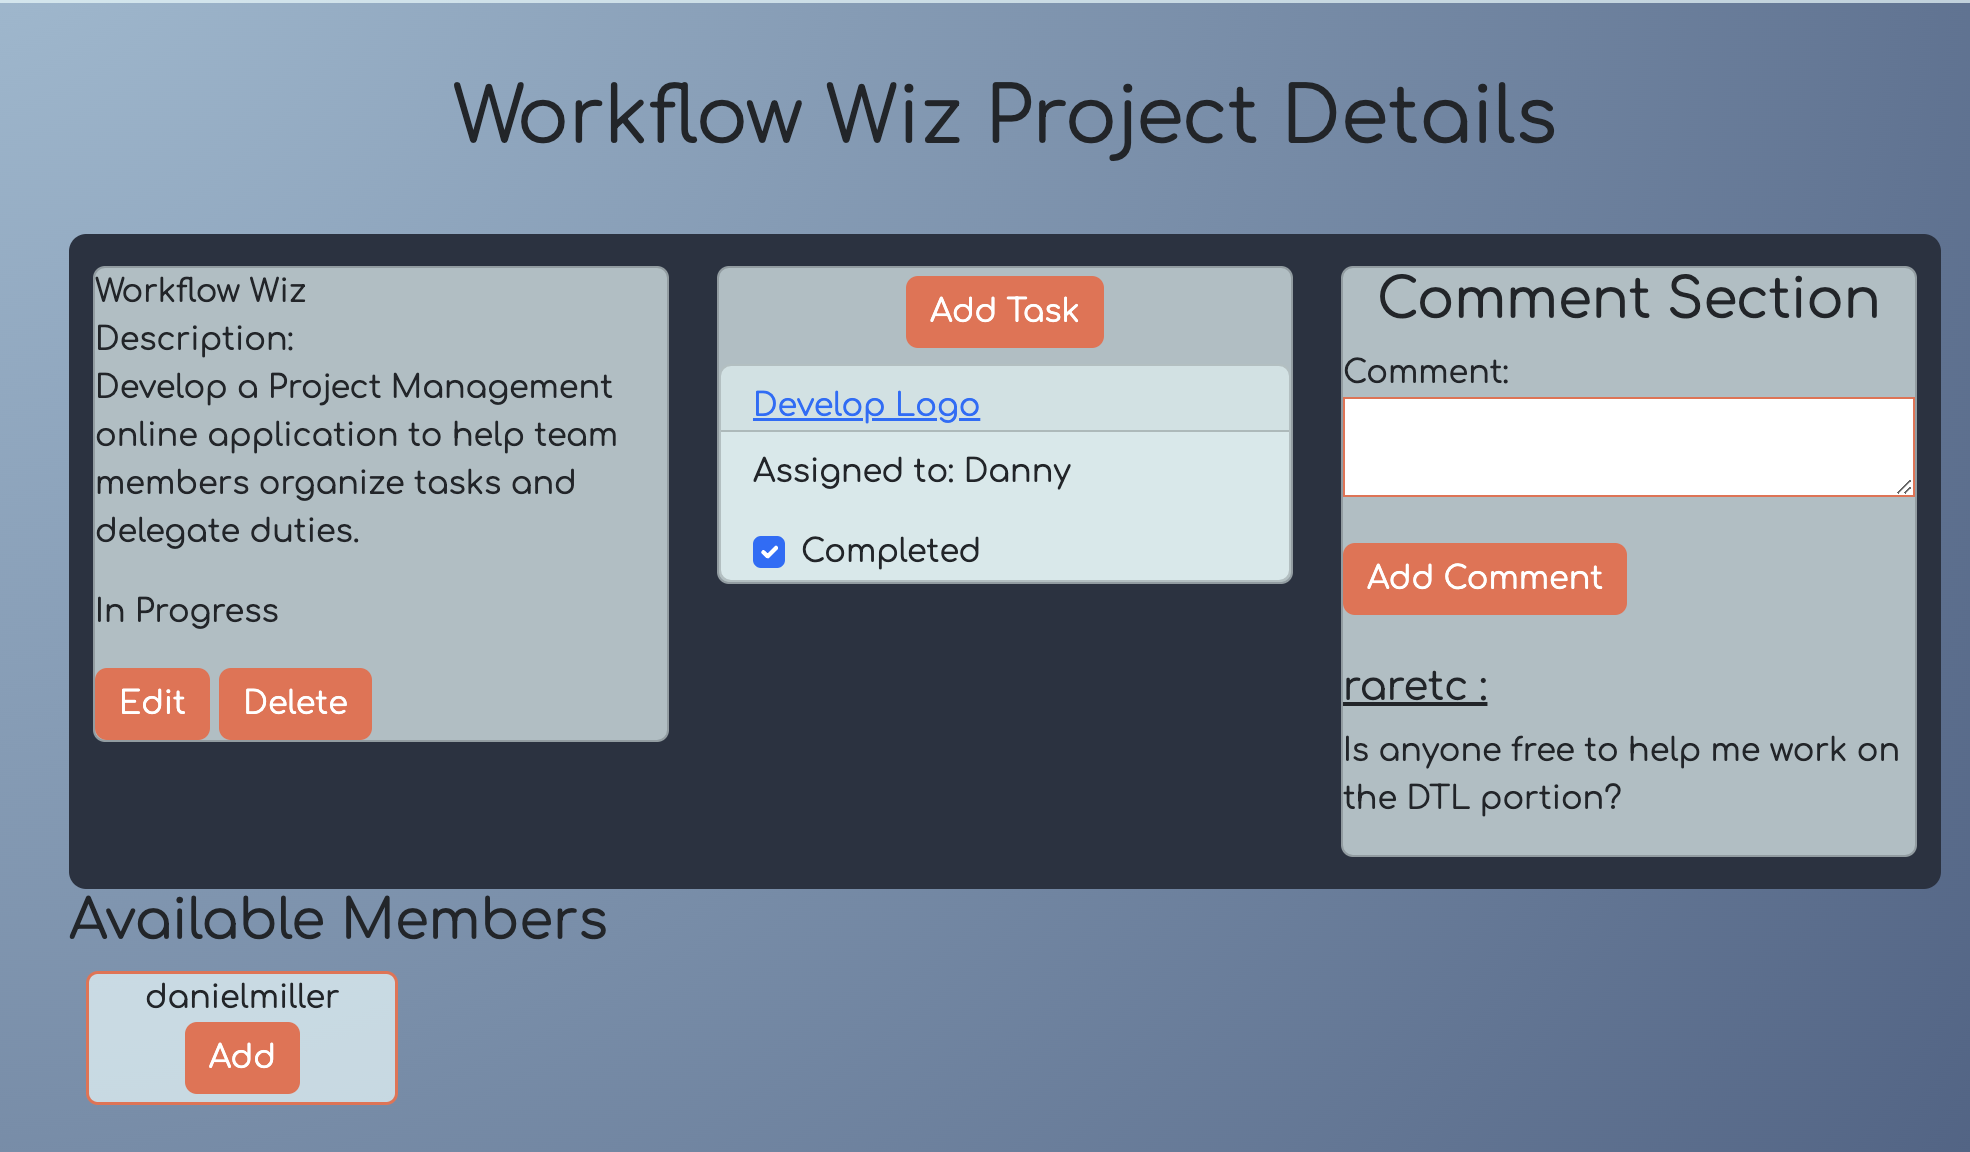 Workflow Wiz Project Details
Workflow Wiz
Description:
Develop a Project Management
online application to help team
members organize tasks and
delegate duties.
In Progress
Edit Delete
Add Task
Develop Logo
Assigned to: Danny
Completed
Comment Section
Comment:
Add Comment
raretc :
Is anyone free to help me work on
the DTL portion?
Available Members
danielmiller
Add